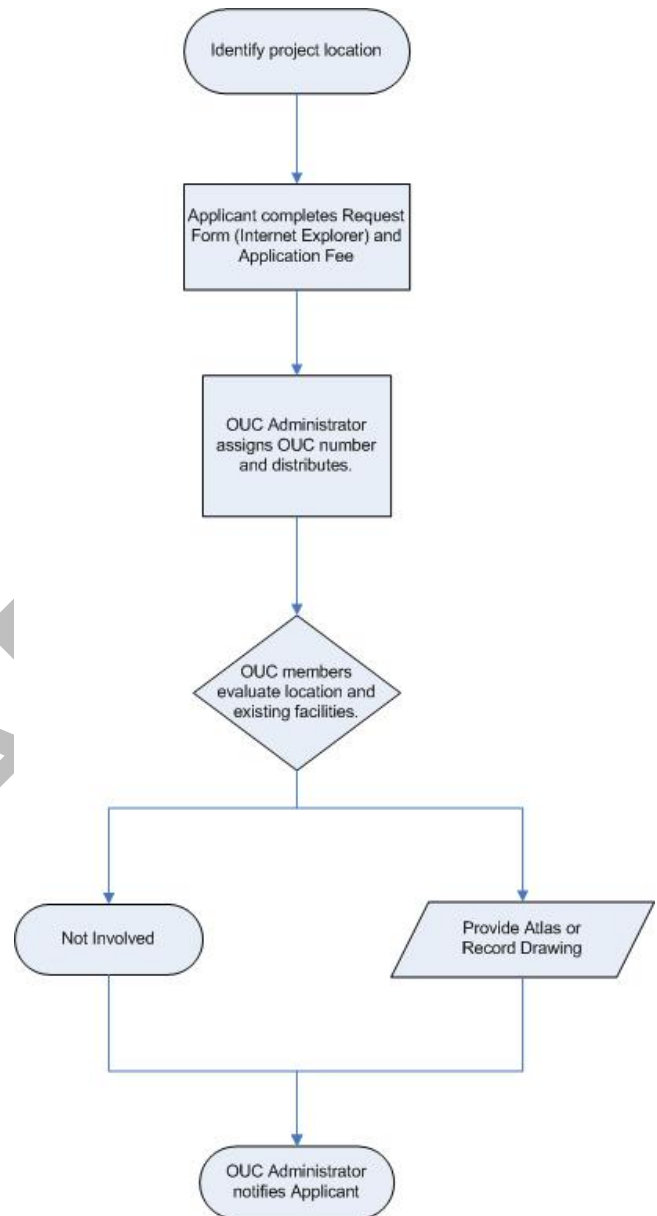 Identify project location
Applicant completes Request
Form (Internet Explorer) and
Application Fee
OUC Administrator
assigns OUC number
and distributes.
OUC members
evaluate location and
existing facilities.
Not Involved
Provide Atlas or
Record Drawing
OUC Administrator
notifies Applicant